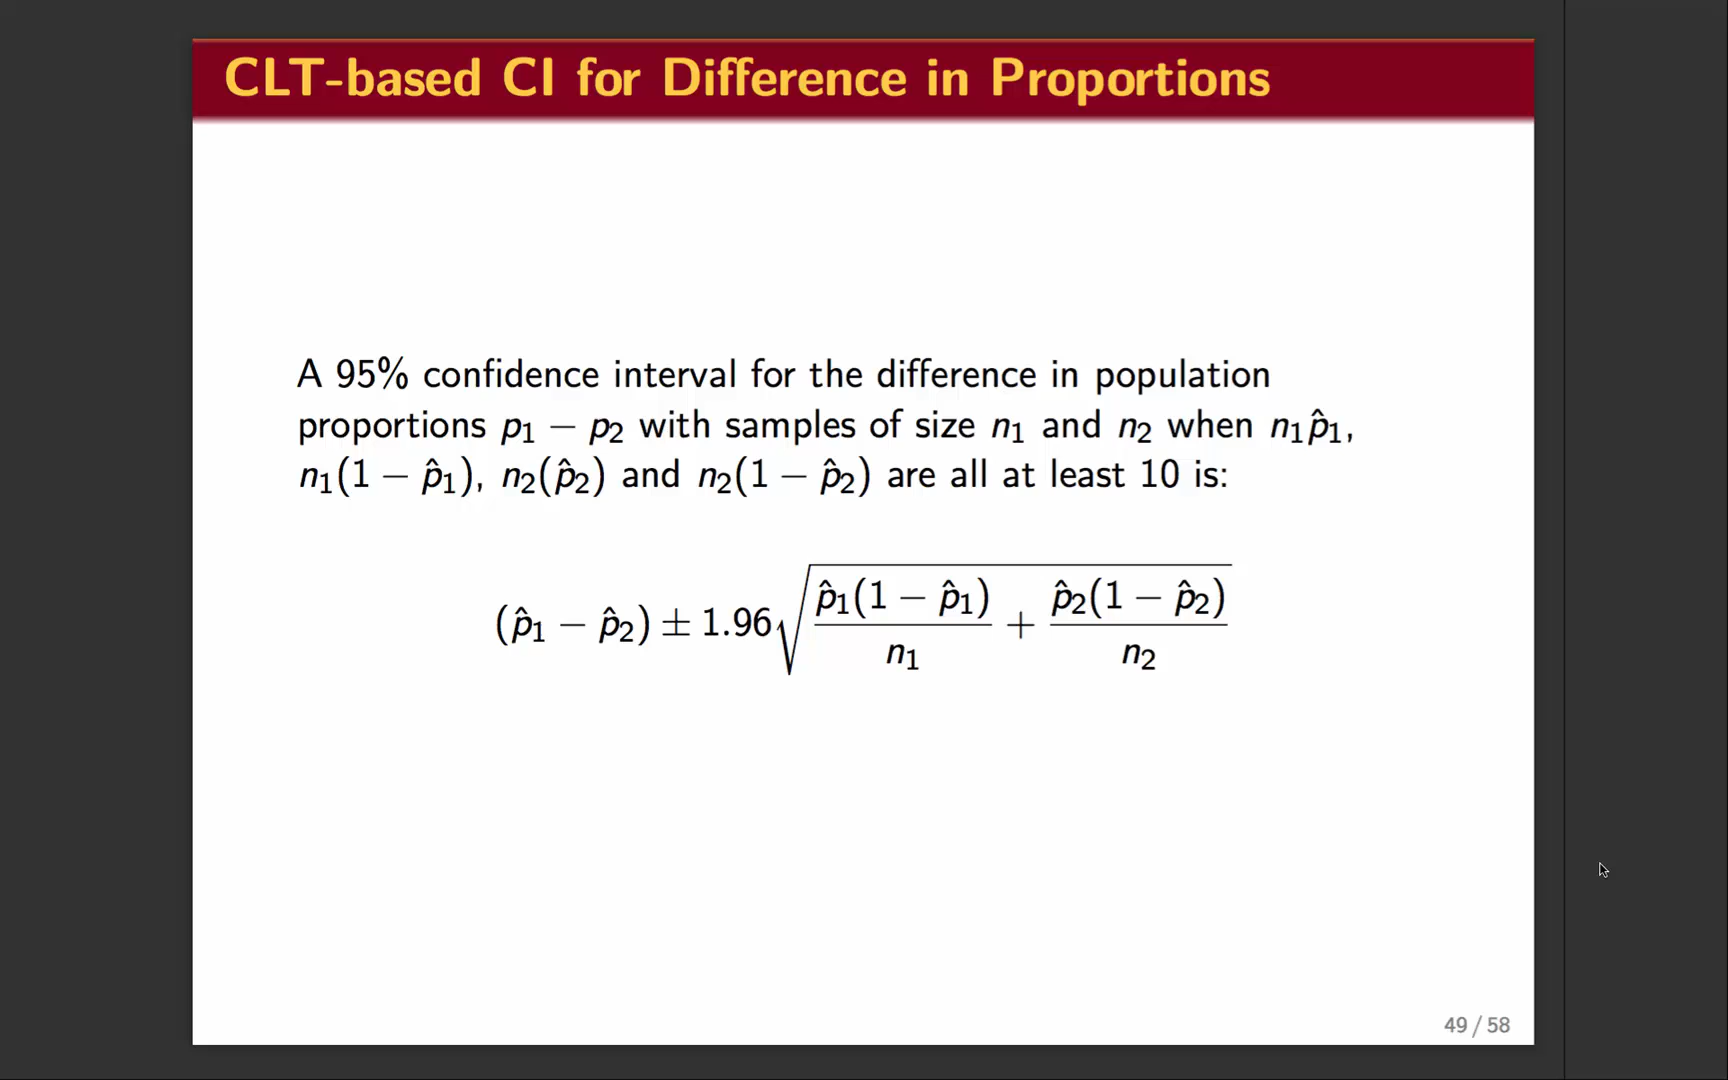 CLT-based CI for Difference in Proportions
A 95% confidence interval for the difference in population
proportions p₁ − p₂ with samples of size n₁ and n₂ when n₁p̂₁,
n₁(1 − p̂₁), n₂(p̂₂) and n₂(1 − p̂₂) are all at least 10 is:
(p̂₁ − p̂₂) ± 1.96√(p̂₁(1 − p̂₁)/n₁ + p̂₂(1 − p̂₂)/n₂)
49 / 58